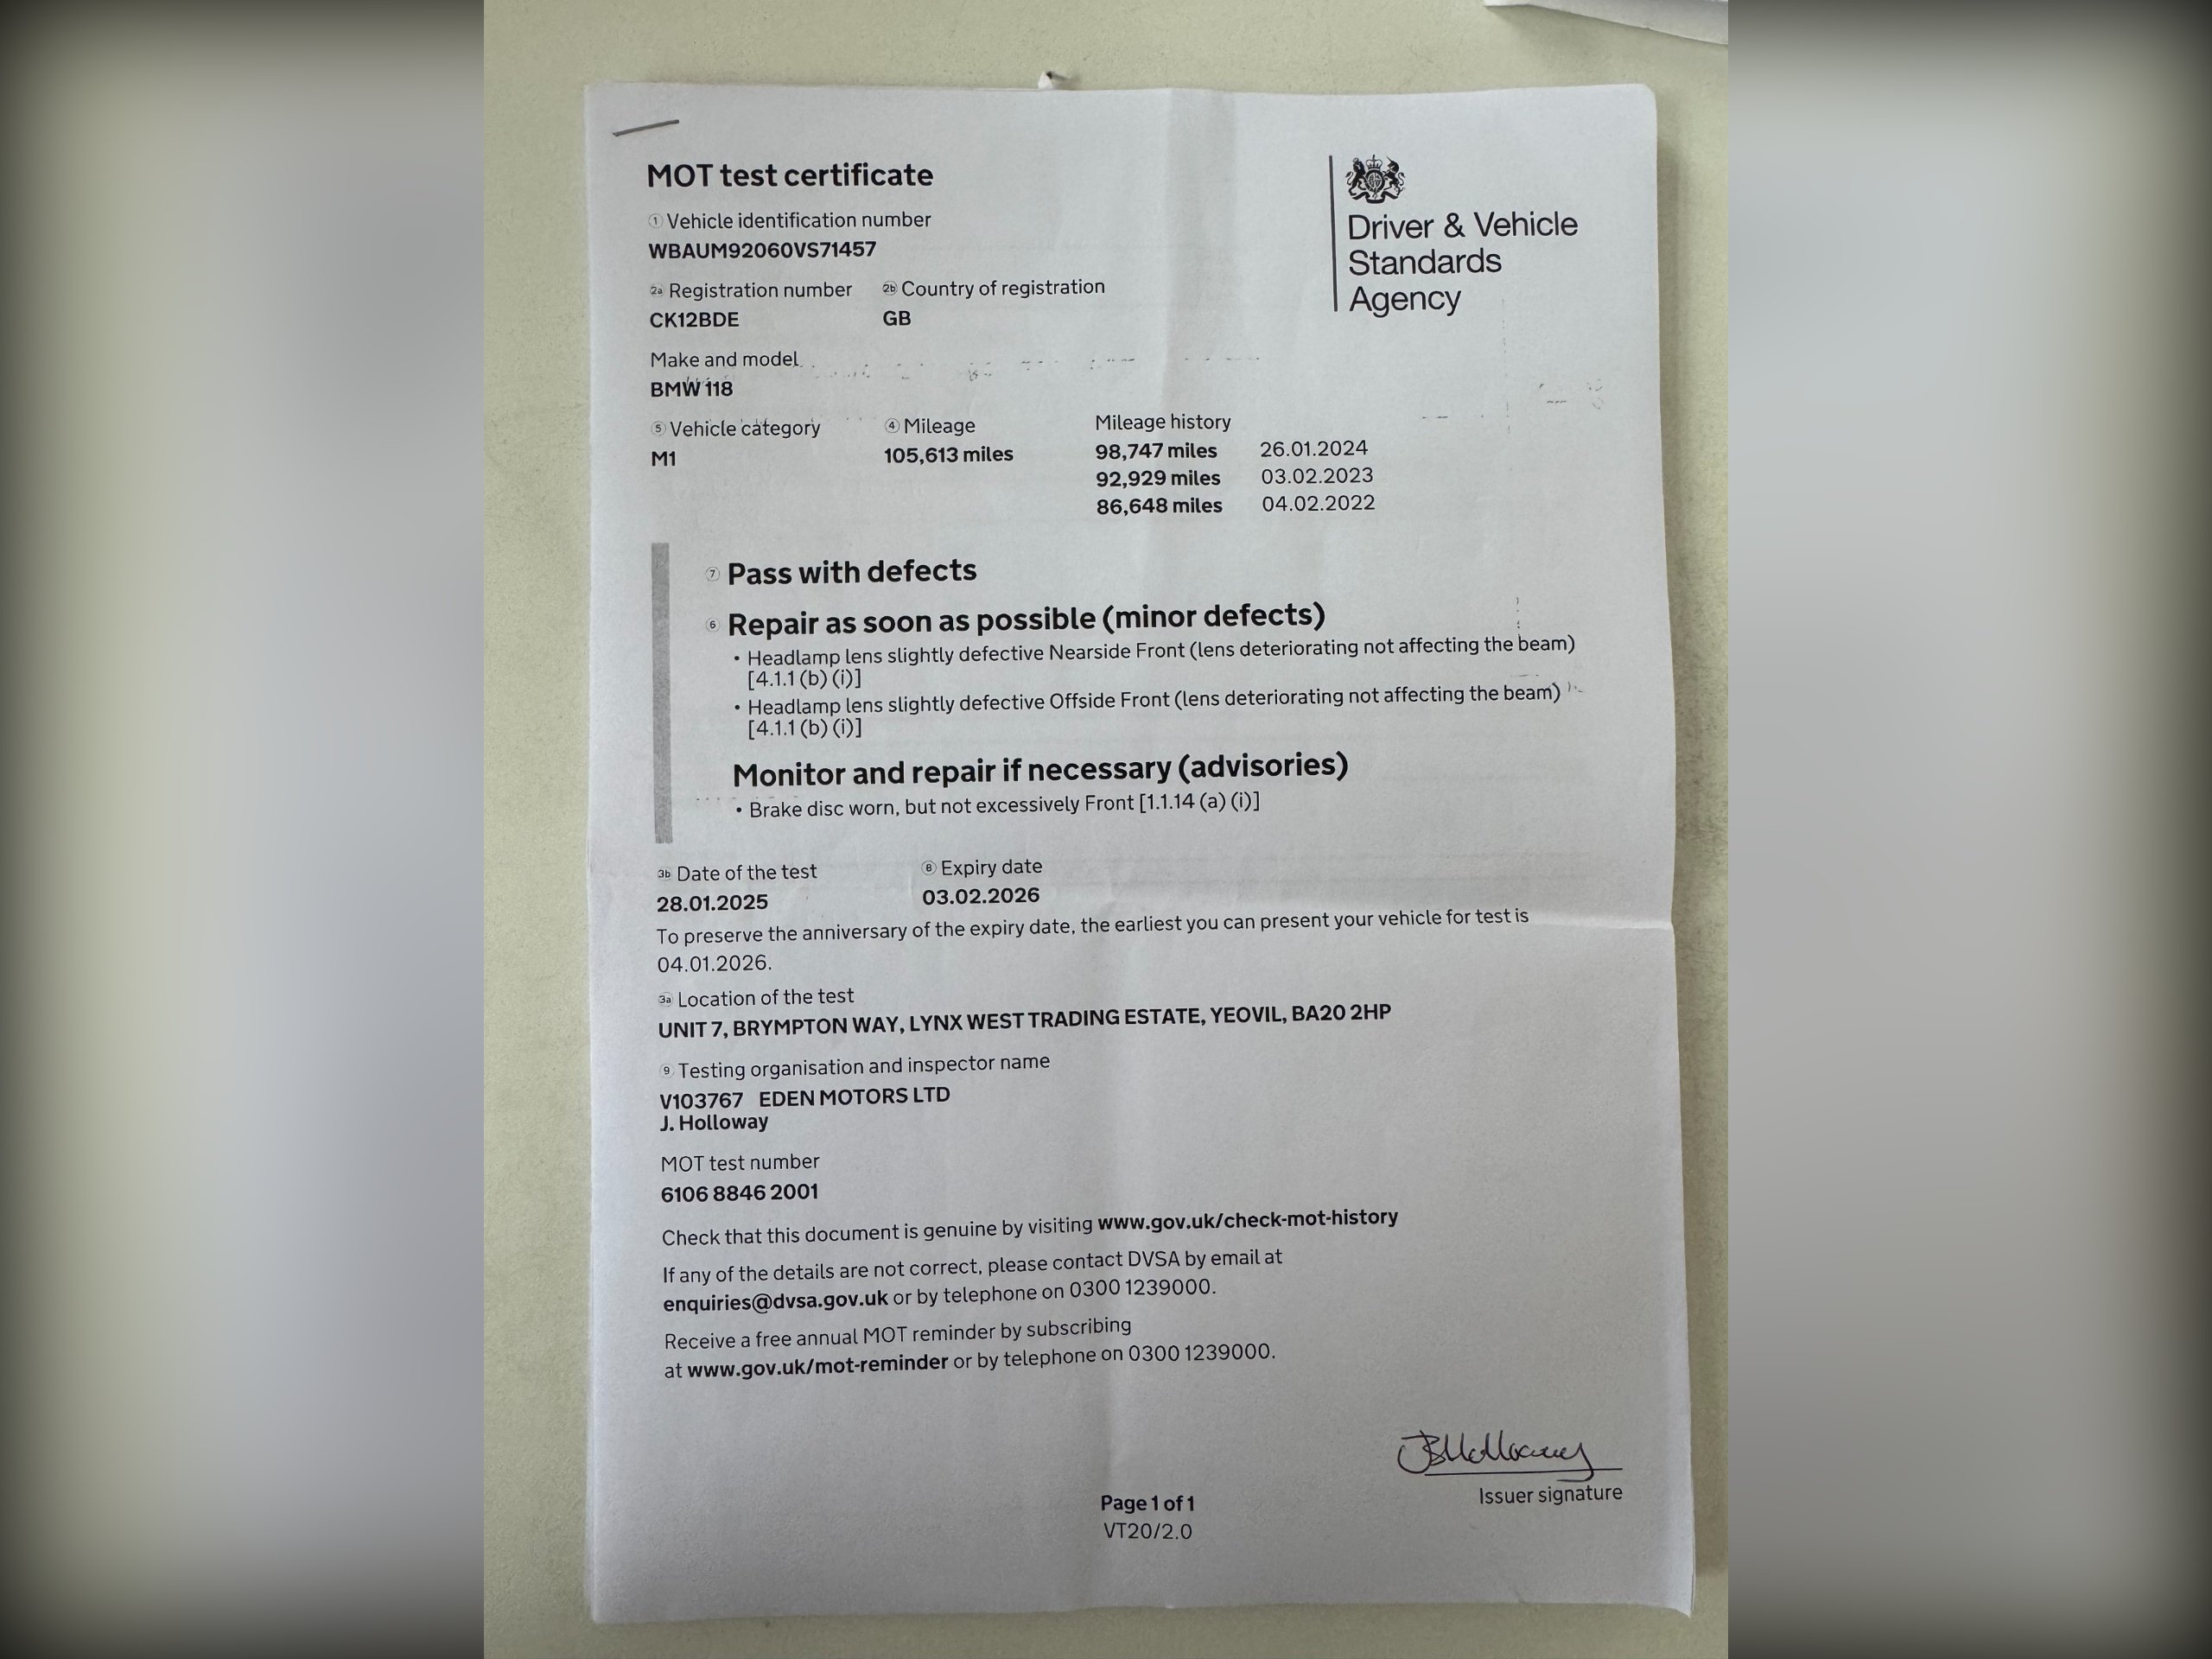 MOT test certificate
1 Vehicle identification number
WBAUM92060VS71457
2a Registration number 2b Country of registration
CK12BDE GB
Make and model
BMW 118
5 Vehicle category 4 Mileage Mileage history
M1 105,613 miles 98,747 miles 26.01.2024
92,929 miles 03.02.2023
86,648 miles 04.02.2022
Driver & Vehicle
Standards
Agency
7 Pass with defects
6 Repair as soon as possible (minor defects)
• Headlamp lens slightly defective Nearside Front (lens deteriorating not affecting the beam)
[4.1.1 (b) (i)]
• Headlamp lens slightly defective Offside Front (lens deteriorating not affecting the beam)
[4.1.1 (b) (i)]
Monitor and repair if necessary (advisories)
• Brake disc worn, but not excessively Front [1.1.14 (a) (i)]
3b Date of the test 8 Expiry date
28.01.2025 03.02.2026
To preserve the anniversary of the expiry date, the earliest you can present your vehicle for test is
04.01.2026.
3a Location of the test
UNIT 7, BRYMPTON WAY, LYNX WEST TRADING ESTATE, YEOVIL, BA20 2HP
9 Testing organisation and inspector name
V103767 EDEN MOTORS LTD
J. Holloway
MOT test number
6106 8846 2001
Check that this document is genuine by visiting www.gov.uk/check-mot-history
If any of the details are not correct, please contact DVSA by email at
enquiries@dvsa.gov.uk or by telephone on 0300 1239000.
Receive a free annual MOT reminder by subscribing
at www.gov.uk/mot-reminder or by telephone on 0300 1239000.
JBHolloway
Issuer signature
Page 1 of 1
VT20/2.0